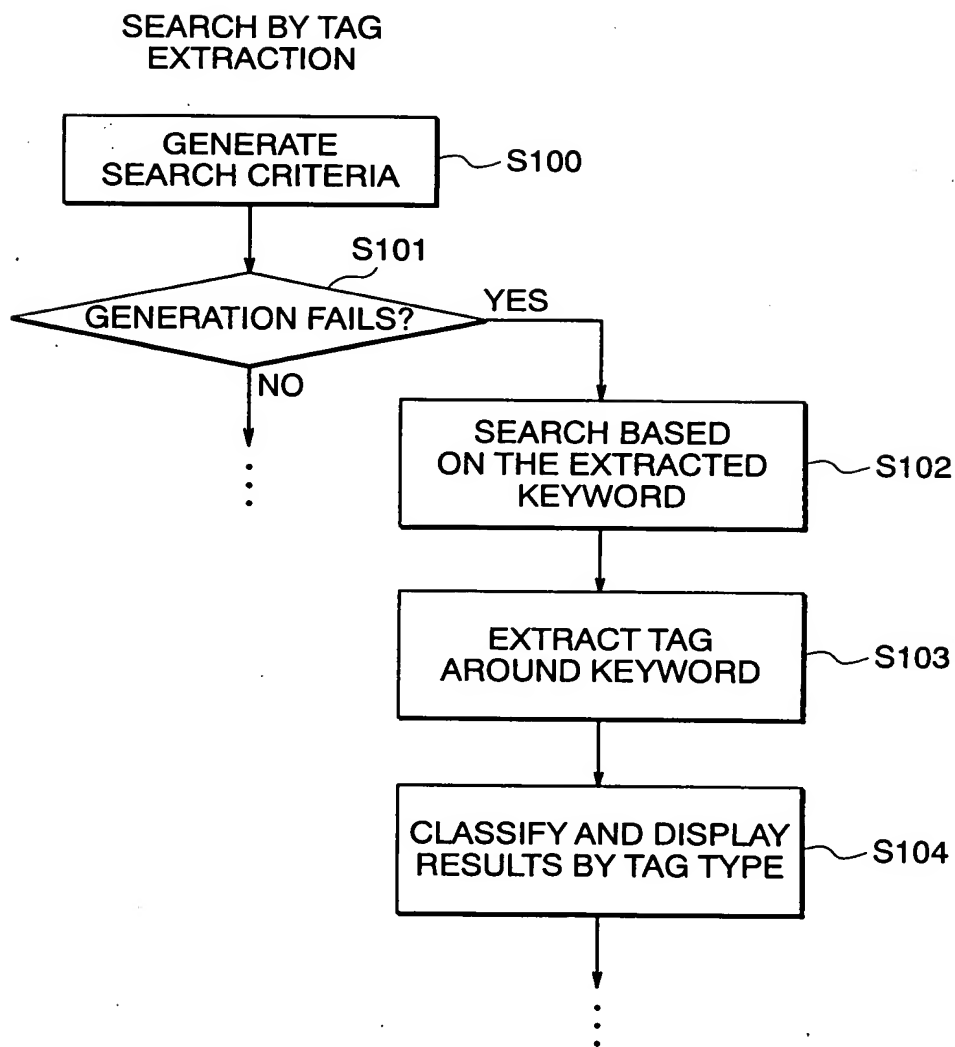 SEARCH BY TAG
EXTRACTION
GENERATE
SEARCH CRITERIA
S100
S101
GENERATION FAILS?
YES
NO
SEARCH BASED
ON THE EXTRACTED
KEYWORD
S102
EXTRACT TAG
AROUND KEYWORD
S103
CLASSIFY AND DISPLAY
RESULTS BY TAG TYPE
S104